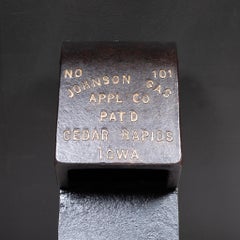 NO 101
JOHNSON GAS
APPL CO
PAT'D
CEDAR RAPIDS
IOWA